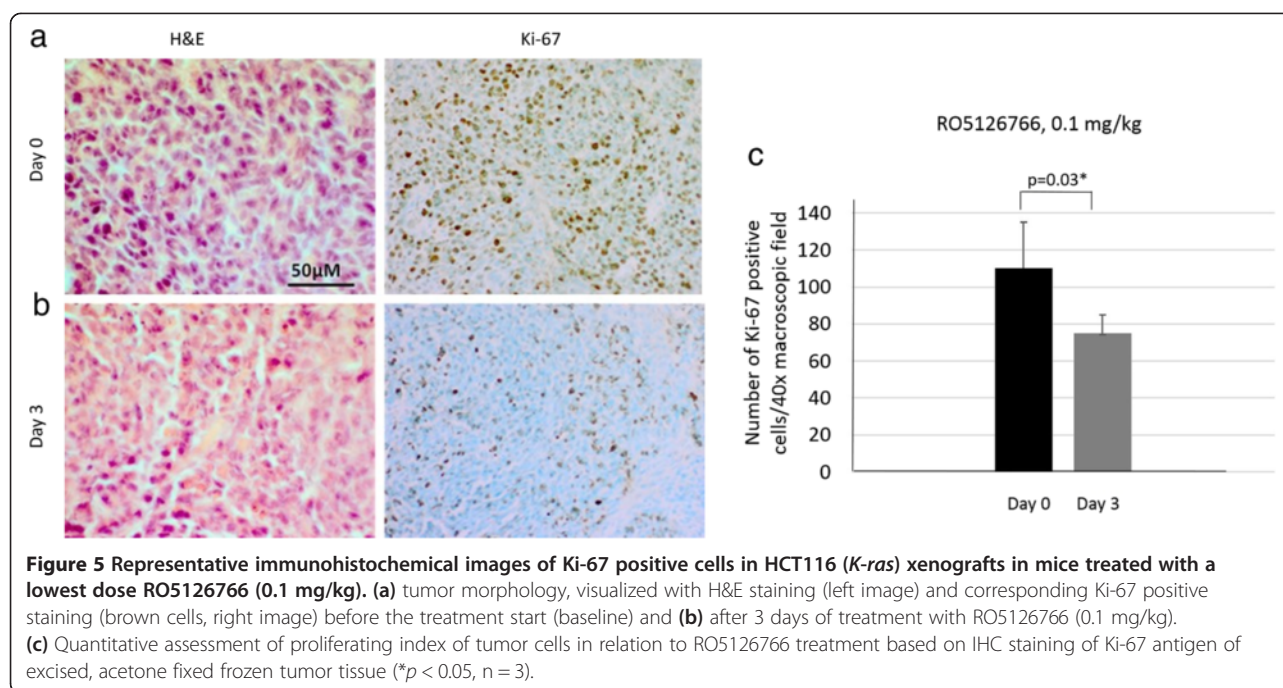 a
H&E
Ki-67
Day 0
50µM
b
Day 3
RO5126766, 0.1 mg/kg
c
p=0.03*
Number of Ki-67 positive
cells/40x macroscopic field
140
120
100
80
60
40
20
0
Day 0
Day 3
Figure 5 Representative immunohistochemical images of Ki-67 positive cells in HCT116 (K-ras) xenografts in mice treated with a
lowest dose RO5126766 (0.1 mg/kg). (a) tumor morphology, visualized with H&E staining (left image) and corresponding Ki-67 positive
staining (brown cells, right image) before the treatment start (baseline) and (b) after 3 days of treatment with RO5126766 (0.1 mg/kg).
(c) Quantitative assessment of proliferating index of tumor cells in relation to RO5126766 treatment based on IHC staining of Ki-67 antigen of
excised, acetone fixed frozen tumor tissue (*p < 0.05, n = 3).